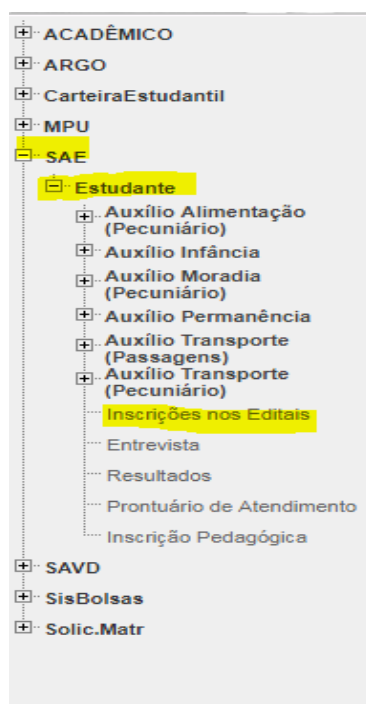 ACADÊMICO
ARGO
CarteiraEstudantil
MPU
SAE
Estudante
Auxílio Alimentação
(Pecuniário)
Auxílio Infância
Auxílio Moradia
(Pecuniário)
Auxílio Permanência
Auxílio Transporte
(Passagens)
Auxílio Transporte
(Pecuniário)
Inscrições nos Editais
Entrevista
Resultados
Prontuário de Atendimento
Inscrição Pedagógica
SAVD
SisBolsas
Solic.Matr